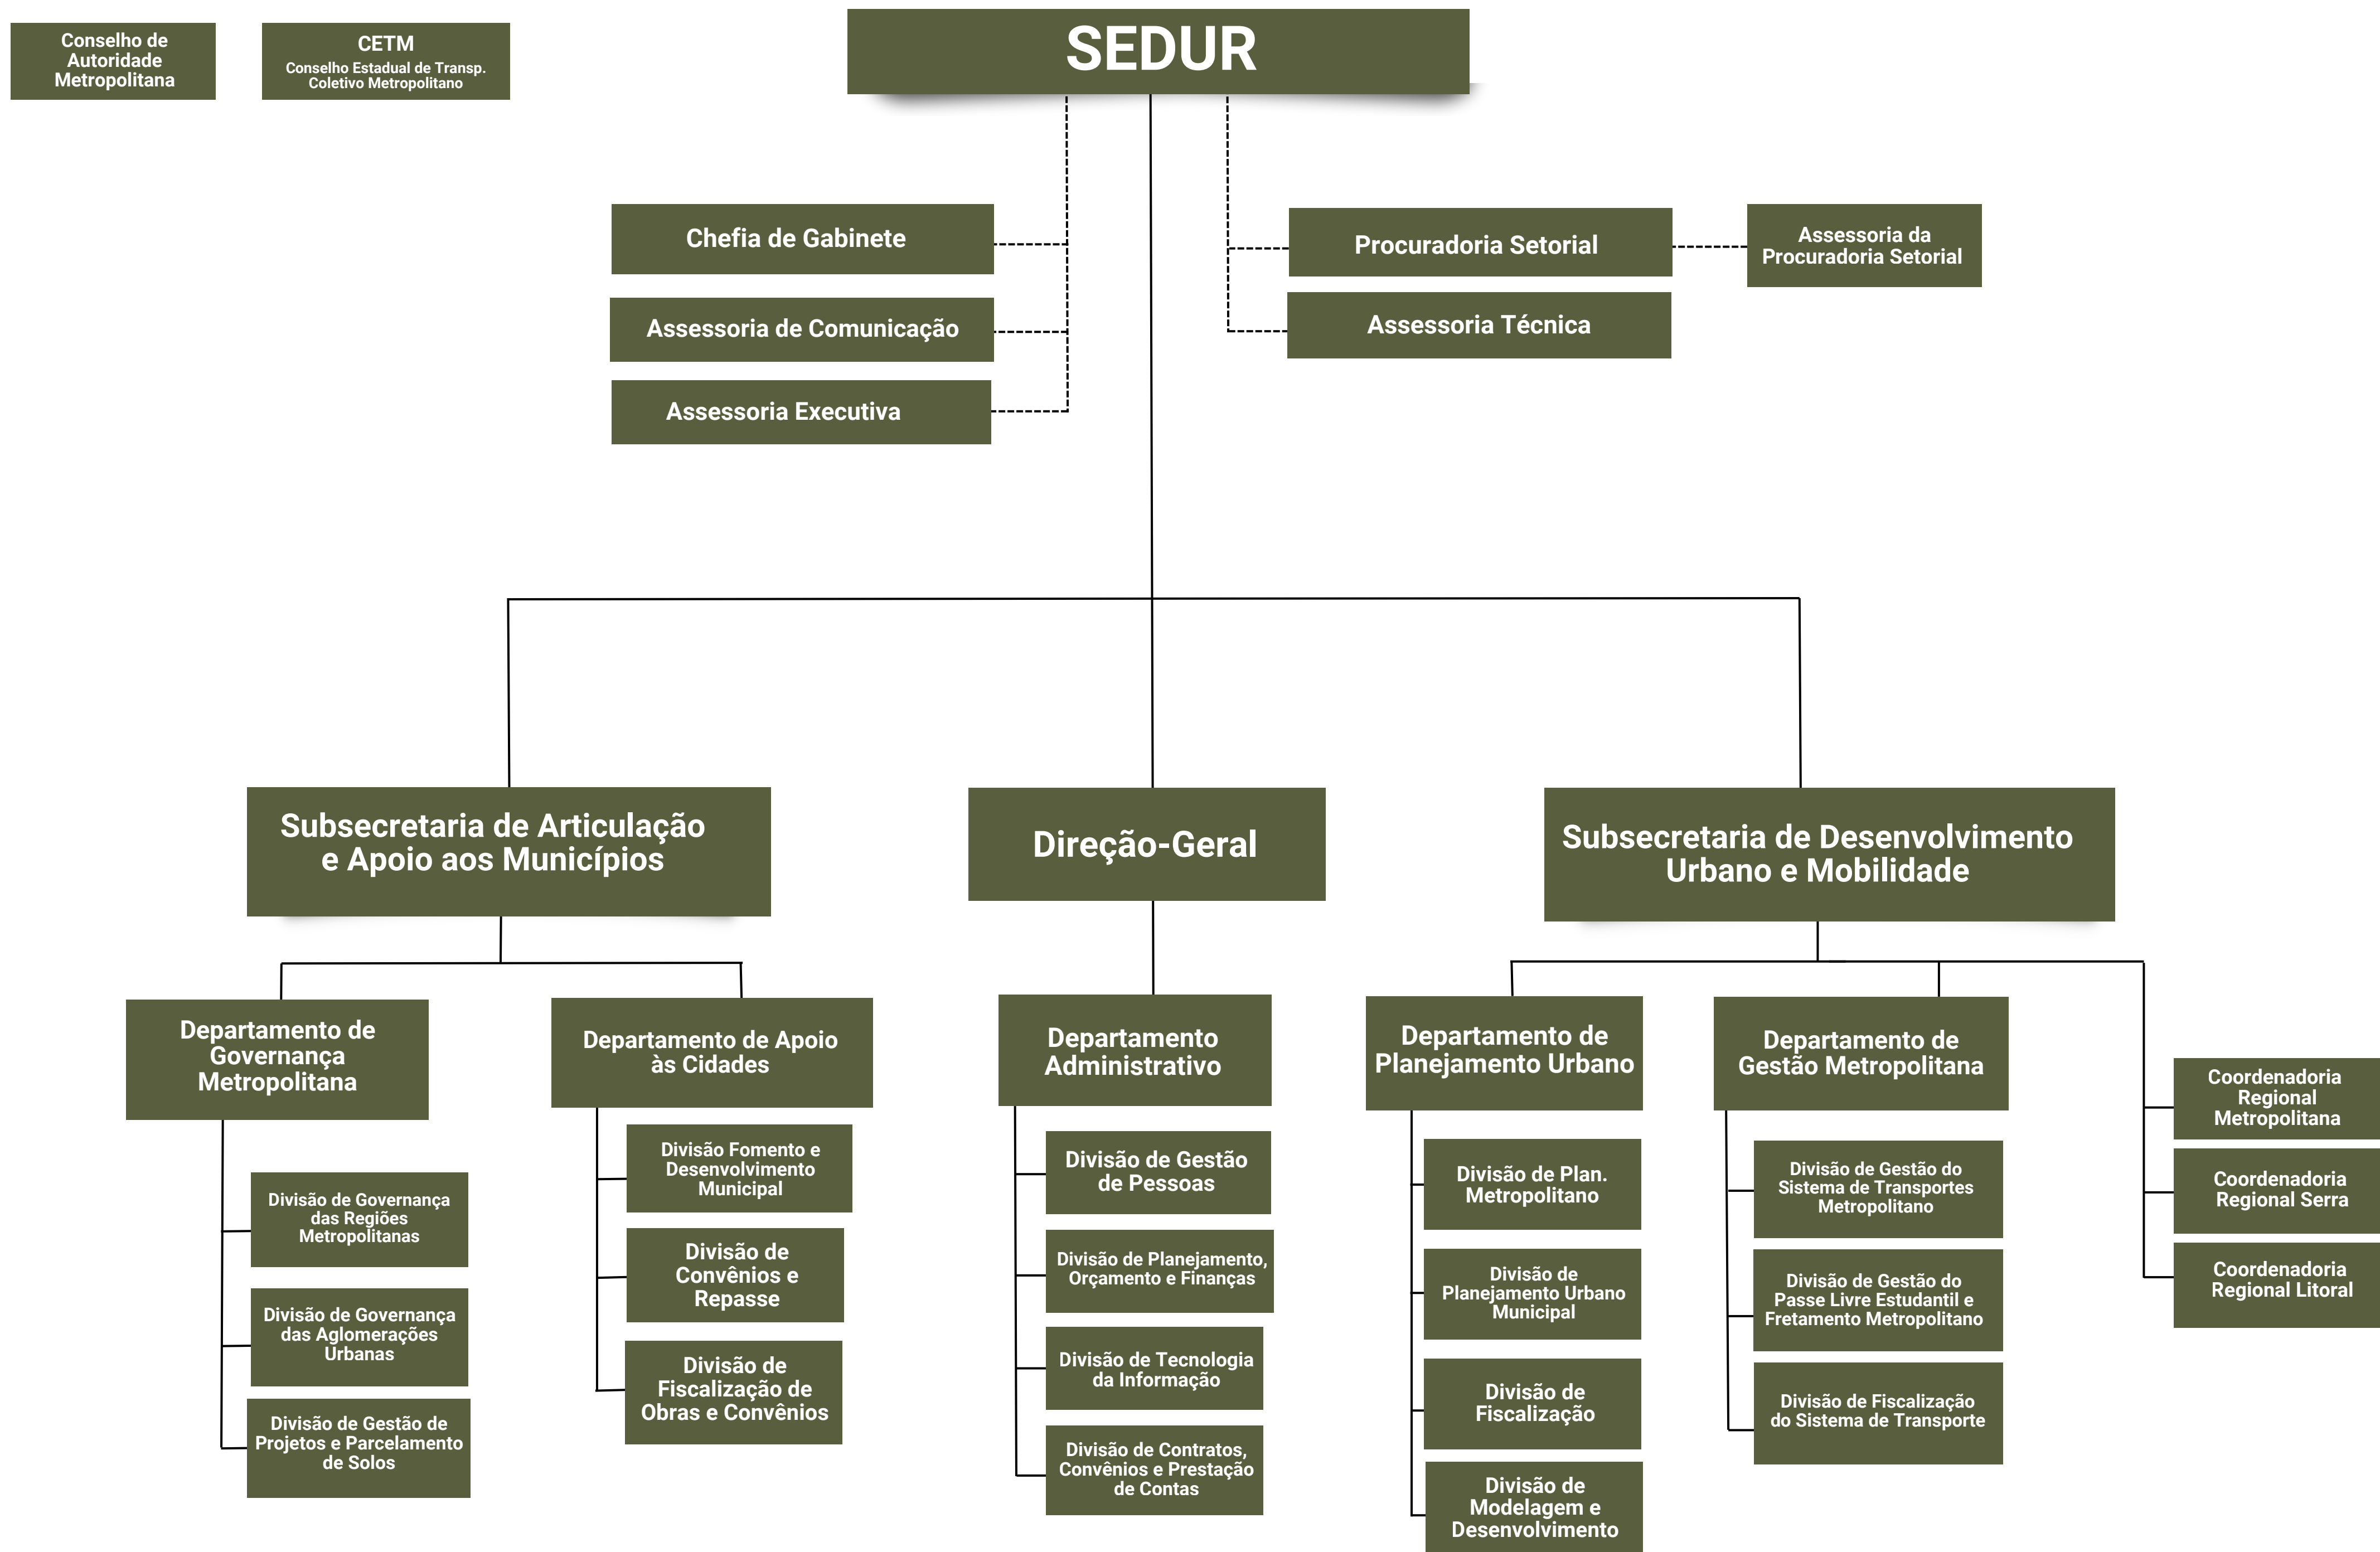 Conselho de
Autoridade
Metropolitana
CETM
Conselho Estadual de Transp.
Coletivo Metropolitano
SEDUR
Chefia de Gabinete
Assessoria de Comunicação
Assessoria Executiva
Procuradoria Setorial
Assessoria da
Procuradoria Setorial
Assessoria Técnica
Subsecretaria de Articulação
e Apoio aos Municípios
Direção-Geral
Subsecretaria de Desenvolvimento
Urbano e Mobilidade
Departamento de
Governança
Metropolitana
Divisão de Governança
das Regiões
Metropolitanas
Divisão de Governança
das Aglomerações
Urbanas
Divisão de Gestão de
Projetos e Parcelamento
de Solos
Departamento de Apoio
às Cidades
Divisão Fomento e
Desenvolvimento
Municipal
Divisão de
Convênios e
Repasse
Divisão de
Fiscalização de
Obras e Convênios
Departamento
Administrativo
Divisão de Gestão
de Pessoas
Divisão de Planejamento,
Orçamento e Finanças
Divisão de Tecnologia
da Informação
Divisão de Contratos,
Convênios e Prestação
de Contas
Departamento de
Planejamento Urbano
Divisão de Plan.
Metropolitano
Divisão de
Planejamento Urbano
Municipal
Divisão de
Fiscalização
Divisão de
Modelagem e
Desenvolvimento
Departamento de
Gestão Metropolitana
Divisão de Gestão do
Sistema de Transportes
Metropolitano
Divisão de Gestão do
Passe Livre Estudantil e
Fretamento Metropolitano
Divisão de Fiscalização
do Sistema de Transporte
Coordenadoria
Regional
Metropolitana
Coordenadoria
Regional Serra
Coordenadoria
Regional Litoral